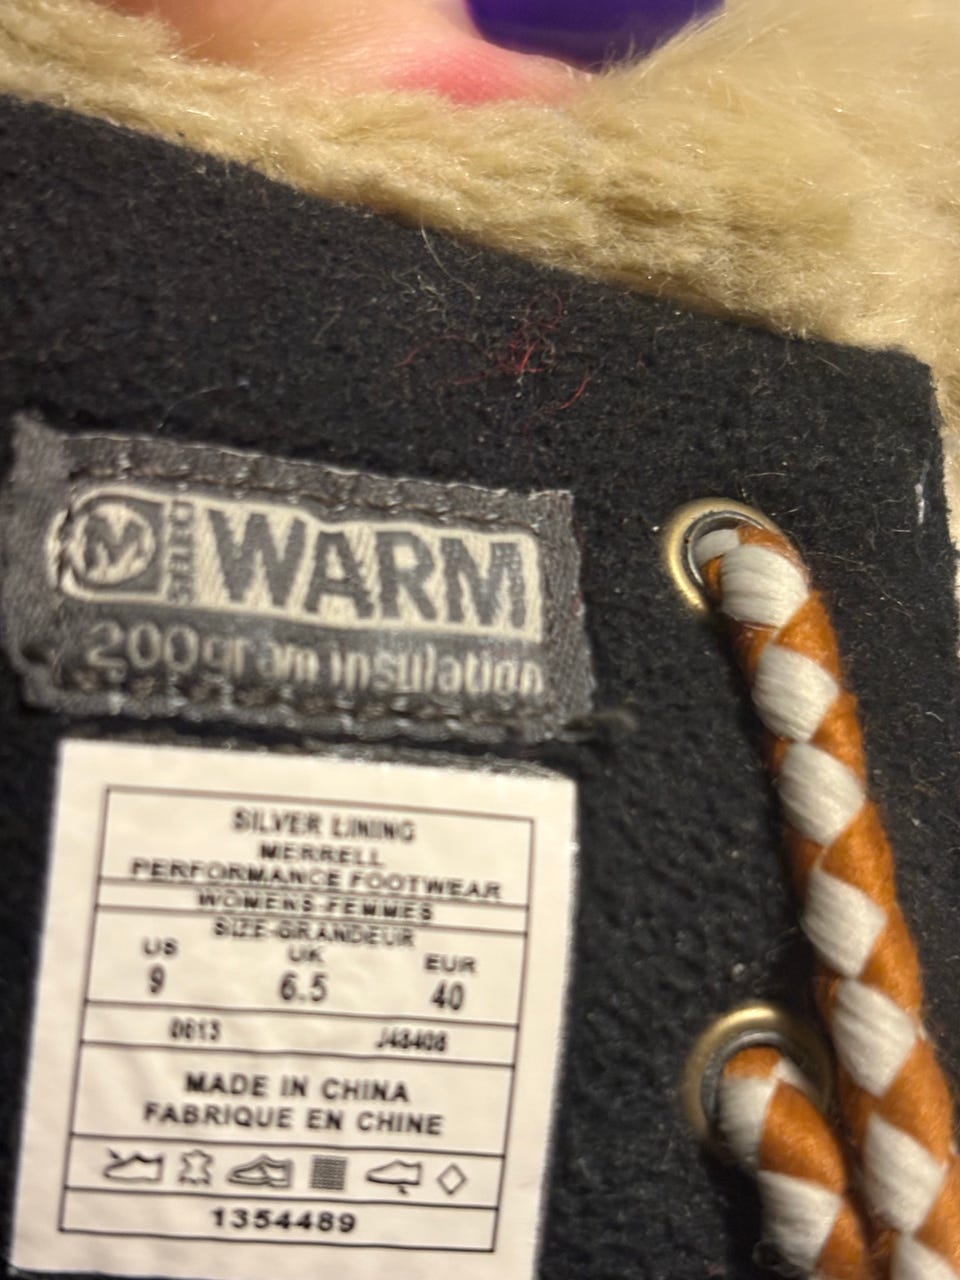 M SELECT WARM
200gram insulation
SILVER LINING
MERRELL
PERFORMANCE FOOTWEAR
WOMENS-FEMMES
SIZE-GRANDEUR
US UK EUR
9 6.5 40
0613 J48408
MADE IN CHINA
FABRIQUE EN CHINE
1354489